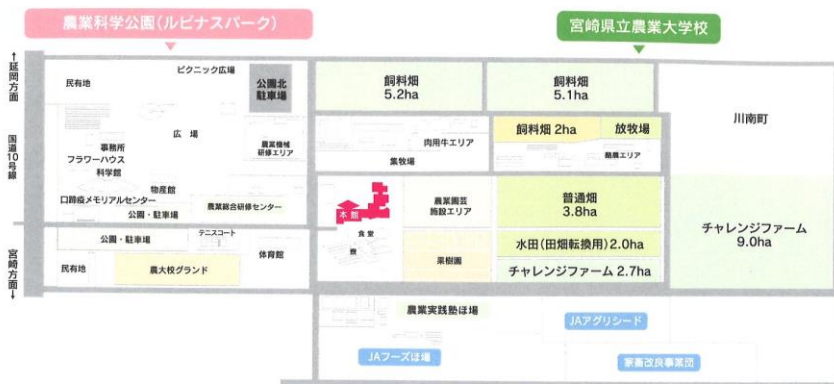 農業科学公園(ルピナスパーク)
宮崎県立農業大学校
↑延岡方面
国道10号線
宮崎方面↓
民有地
ピクニック広場
公園北
駐車場
広場
農業機械
研修エリア
事務所
フラワーハウス
科学館
物産館
口蹄疫メモリアルセンター
公園・駐車場
農業総合研修センター
公園・駐車場
テニスコート
体育館
民有地
農大校グランド
飼料畑
5.2ha
飼料畑
5.1ha
肉用牛エリア
集牧場
飼料畑 2ha
放牧場
酪農エリア
川南町
本館
食堂
寮
農業園芸
施設エリア
果樹園
普通畑
3.8ha
水田(田畑転換用)2.0ha
チャレンジファーム 2.7ha
チャレンジファーム
9.0ha
農業実践塾ほ場
JAアグリシード
JAフーズほ場
家畜改良事業団